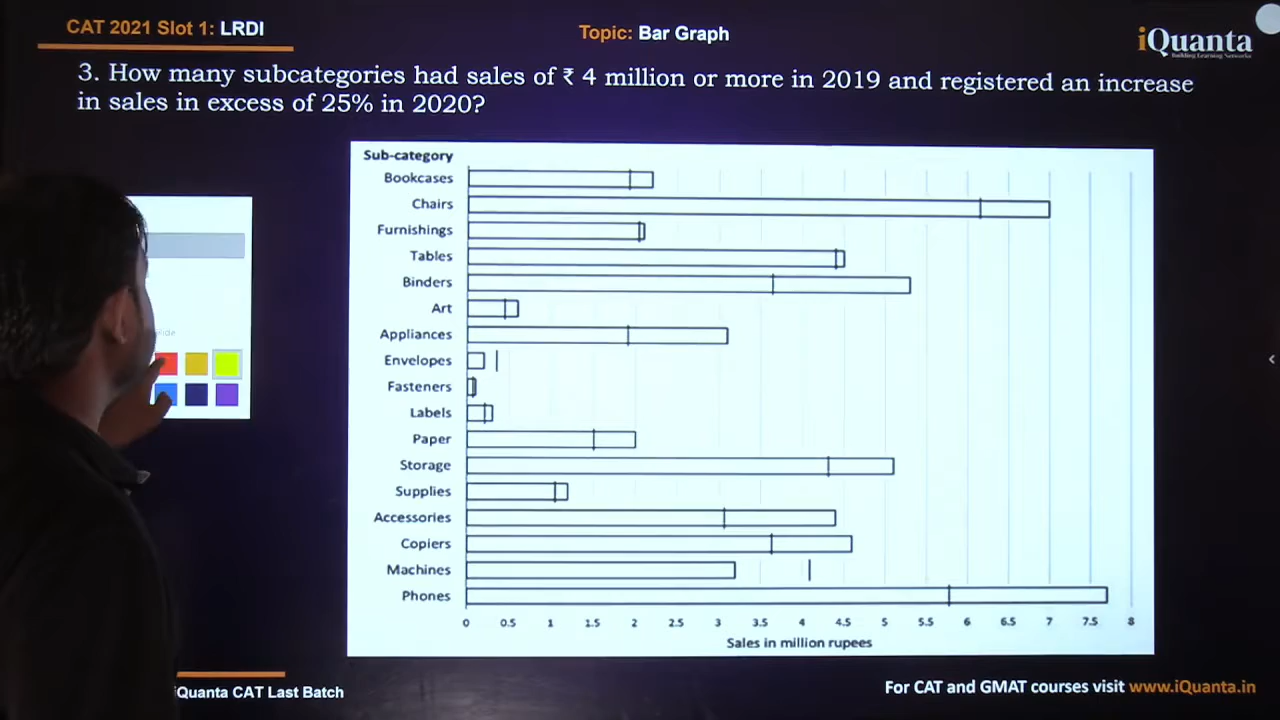 CAT 2021 Slot 1: LRDI
Topic: Bar Graph
iQuanta
3. How many subcategories had sales of ₹ 4 million or more in 2019 and registered an increase
in sales in excess of 25% in 2020?
Sub-category
Bookcases
Chairs
Furnishings
Tables
Binders
Art
Appliances
Envelopes
Fasteners
Labels
Paper
Storage
Supplies
Accessories
Copiers
Machines
Phones
0 0.5 1 1.5 2 2.5 3 3.5 4 4.5 5 5.5 6 6.5 7 7.5 8
Sales in million rupees
iQuanta CAT Last Batch
For CAT and GMAT courses visit www.iQuanta.in